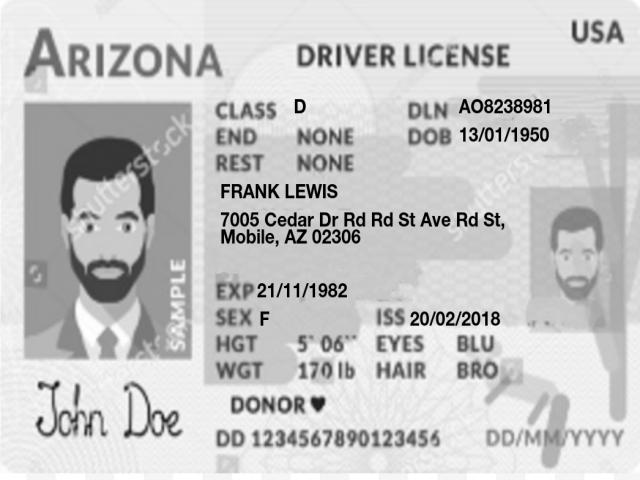 USA
ARIZONA DRIVER LICENSE
CLASS D DLN AO8238981
END NONE DOB 13/01/1950
REST NONE
FRANK LEWIS
7005 Cedar Dr Rd Rd St Ave Rd St,
Mobile, AZ 02306
EXP 21/11/1982
SEX F ISS 20/02/2018
HGT 5' 06'' EYES BLU
WGT 170 lb HAIR BRO
DONOR ♥
DD 1234567890123456 DD/MM/YYYY
SAMPLE
John Doe
shutterstock